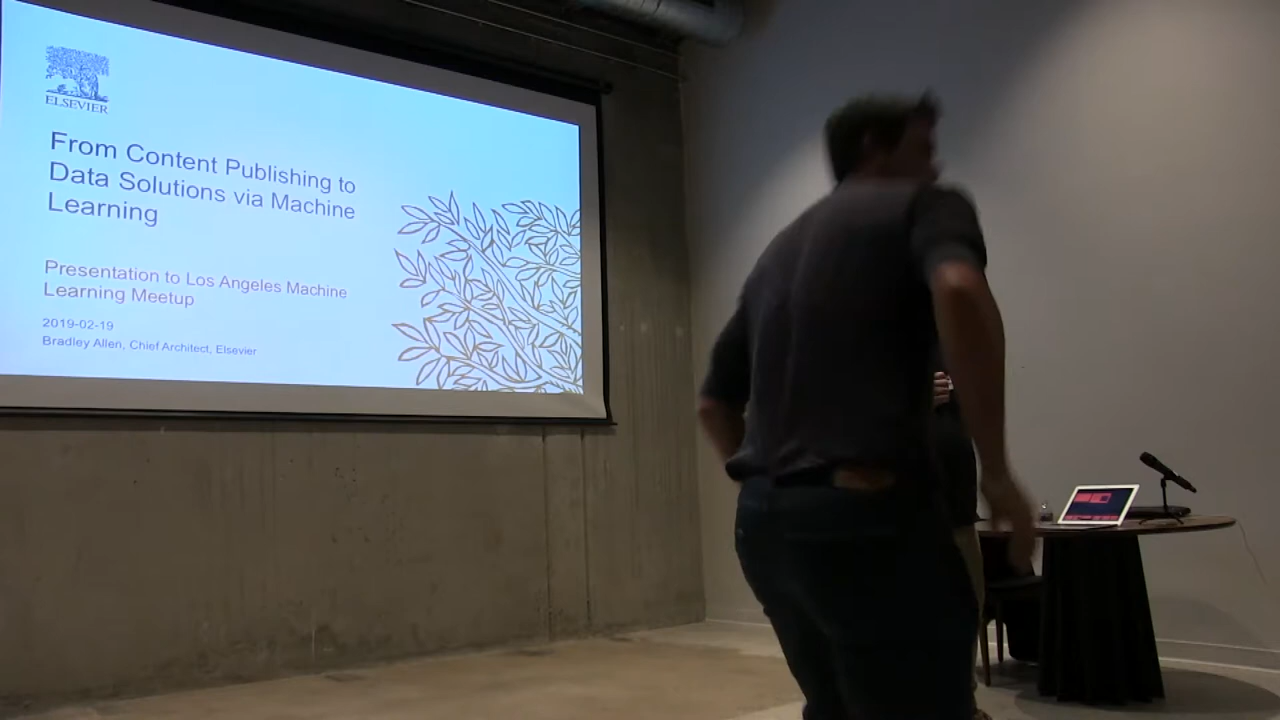 ELSEVIER
From Content Publishing to
Data Solutions via Machine
Learning
Presentation to Los Angeles Machine
Learning Meetup
2019-02-19
Bradley Allen, Chief Architect, Elsevier